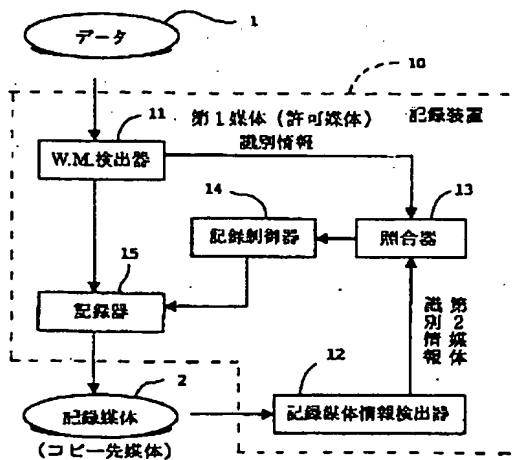 データ
1
10
11
第1媒体（許可媒体）
識別情報
記録装置
W.M.検出器
14
13
記録制御器
照合器
15
記録器
第2媒体
識別情報
2
12
記録媒体
記録媒体情報検出器
(コピー先媒体)